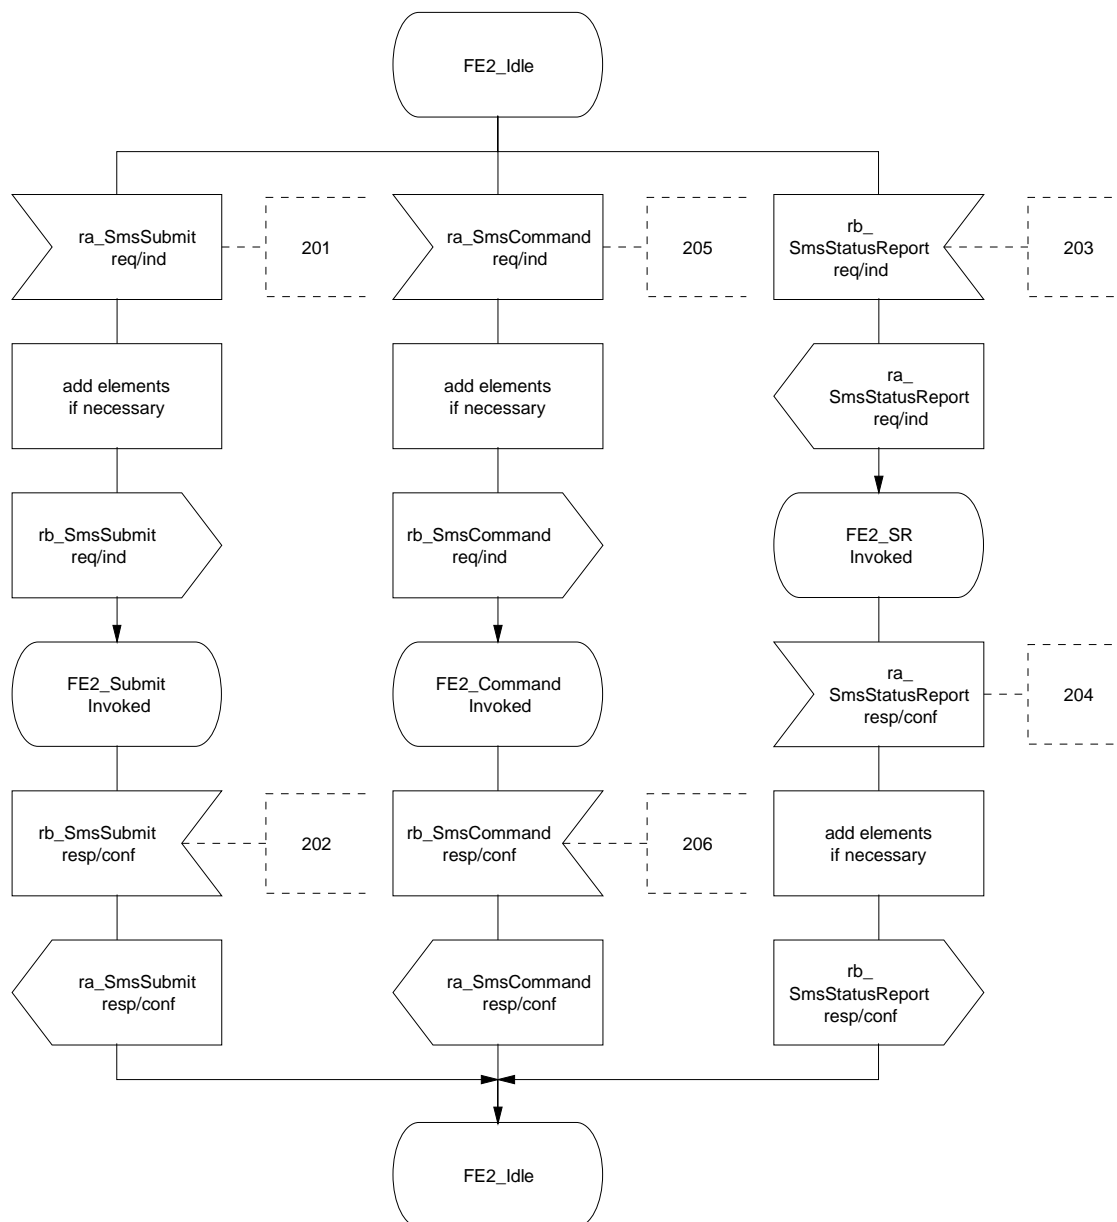 FE2_Idle
ra_SmsSubmit
req/ind
201
ra_SmsCommand
req/ind
205
rb_
SmsStatusReport
req/ind
203
add elements
if necessary
add elements
if necessary
ra_
SmsStatusReport
req/ind
rb_SmsSubmit
req/ind
rb_SmsCommand
req/ind
FE2_SR
Invoked
FE2_Submit
Invoked
FE2_Command
Invoked
ra_
SmsStatusReport
resp/conf
204
rb_SmsSubmit
resp/conf
202
rb_SmsCommand
resp/conf
206
add elements
if necessary
ra_SmsSubmit
resp/conf
ra_SmsCommand
resp/conf
rb_
SmsStatusReport
resp/conf
FE2_Idle